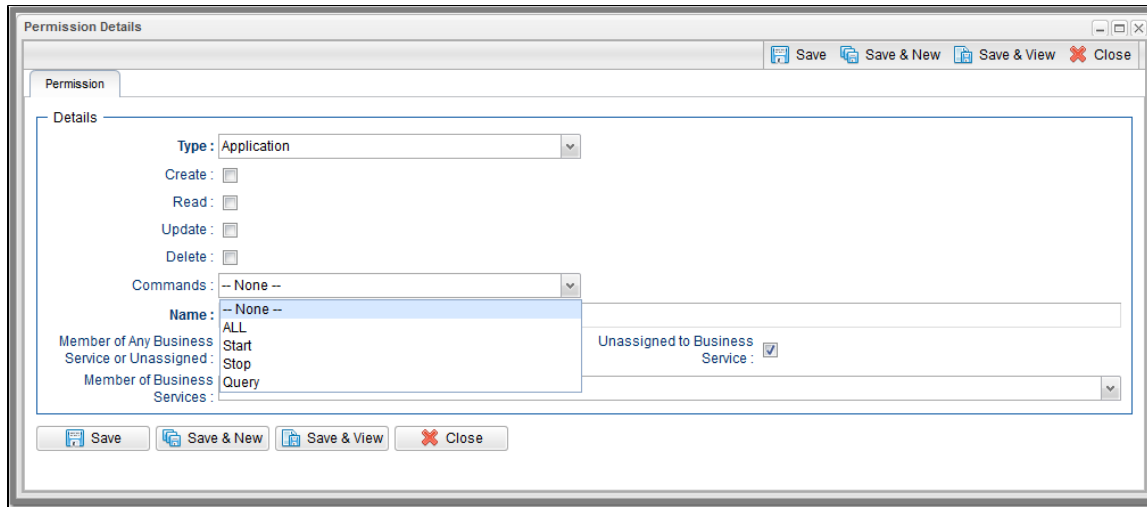 Permission Details
Save Save & New Save & View Close
Permission
Details
Type : Application
Create :
Read :
Update :
Delete :
Commands : -- None --
Name : -- None --
ALL
Member of Any Business Unassigned to Business
Start
Service or Unassigned : Service :
Stop
Member of Business Query
Services :
Save Save & New Save & View Close